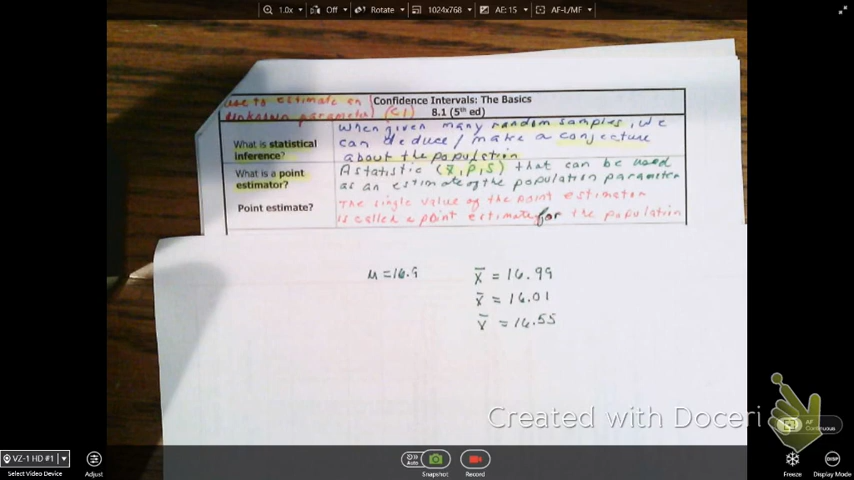 1.0x
Off
Rotate
1024x768
AE: 15
AF-L/MF
use to estimate an
unknown parameter (C.I)
Confidence Intervals: The Basics
8.1 (5th ed)
What is statistical
inference?
When given many random samples, we
can deduce / make a conjecture
about the population
What is a point
estimator?
A statistic (x̄, p, s) that can be used
as an estimate of the population parameter
Point estimate?
The single value of the point estimator
is called a point estimate for the population
μ = 16.9
x̄ = 16.99
x̄ = 16.01
x̄ = 16.55
Created with Doceri
AF
Continuous
VZ-1 HD #1
Select Video Device
Adjust
Auto
Snapshot
Record
Freeze
DISP
Display Mode